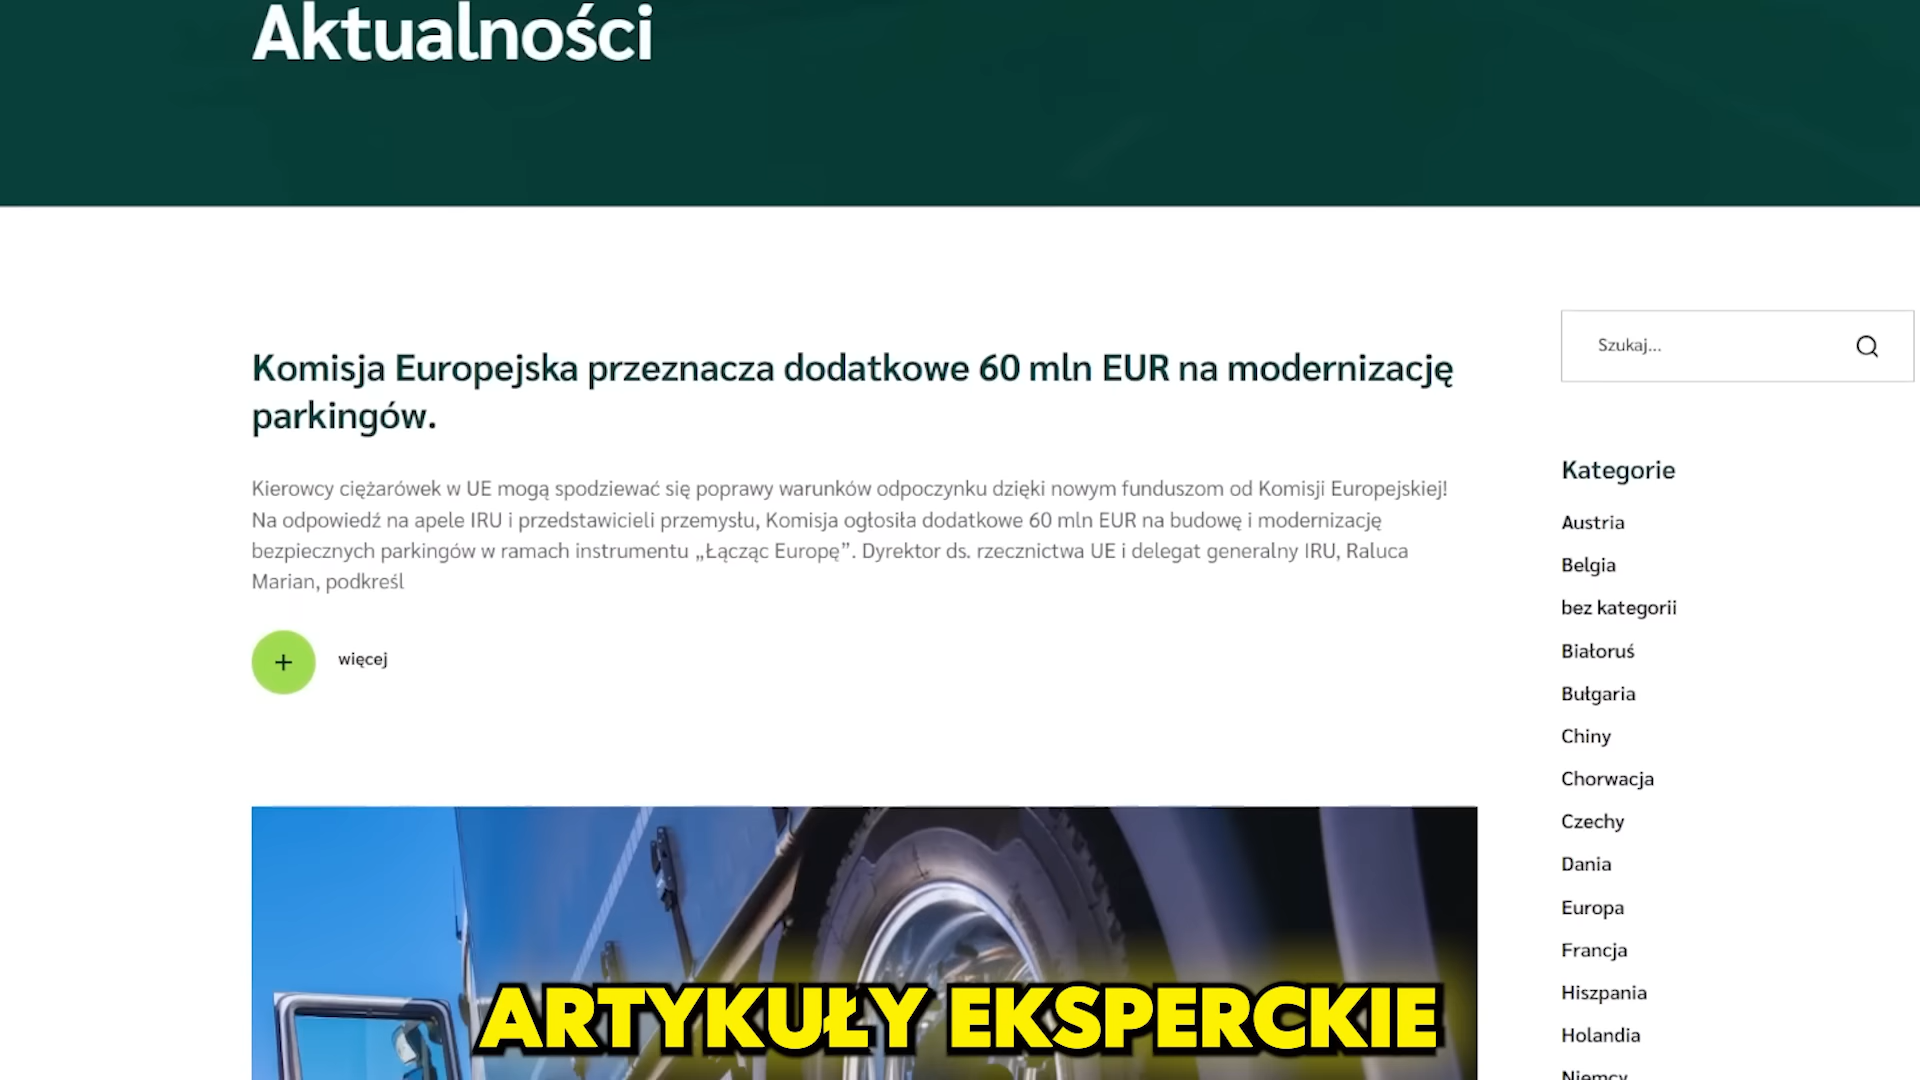 Aktualności
Komisja Europejska przeznacza dodatkowe 60 mln EUR na modernizację
parkingów.
Kierowcy ciężarówek w UE mogą spodziewać się poprawy warunków odpoczynku dzięki nowym funduszom od Komisji Europejskiej!
Na odpowiedź na apele IRU i przedstawicieli przemysłu, Komisja ogłosiła dodatkowe 60 mln EUR na budowę i modernizację
bezpiecznych parkingów w ramach instrumentu „Łącząc Europę”. Dyrektor ds. rzecznictwa UE i delegat generalny IRU, Raluca
Marian, podkreśl
+ więcej
Szukaj...
Kategorie
Austria
Belgia
bez kategorii
Białoruś
Bułgaria
Chiny
Chorwacja
Czechy
Dania
Europa
Francja
Hiszpania
Holandia
Niemcy
ARTYKUŁY EKSPERCKIE